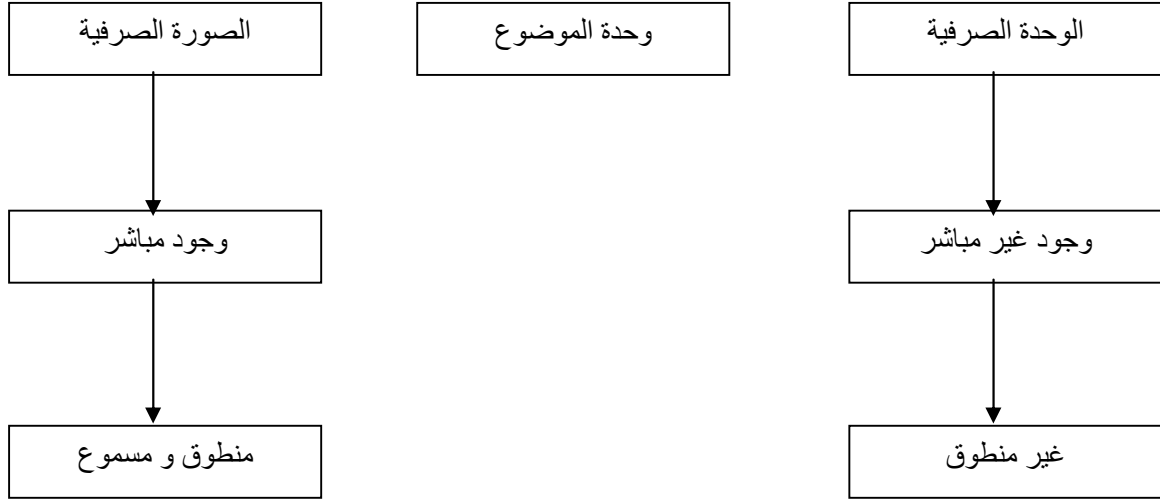 الوحدة الصرفية
وحدة الموضوع
الصورة الصرفية
وجود غير مباشر
وجود مباشر
غير منطوق
منطوق و مسموع